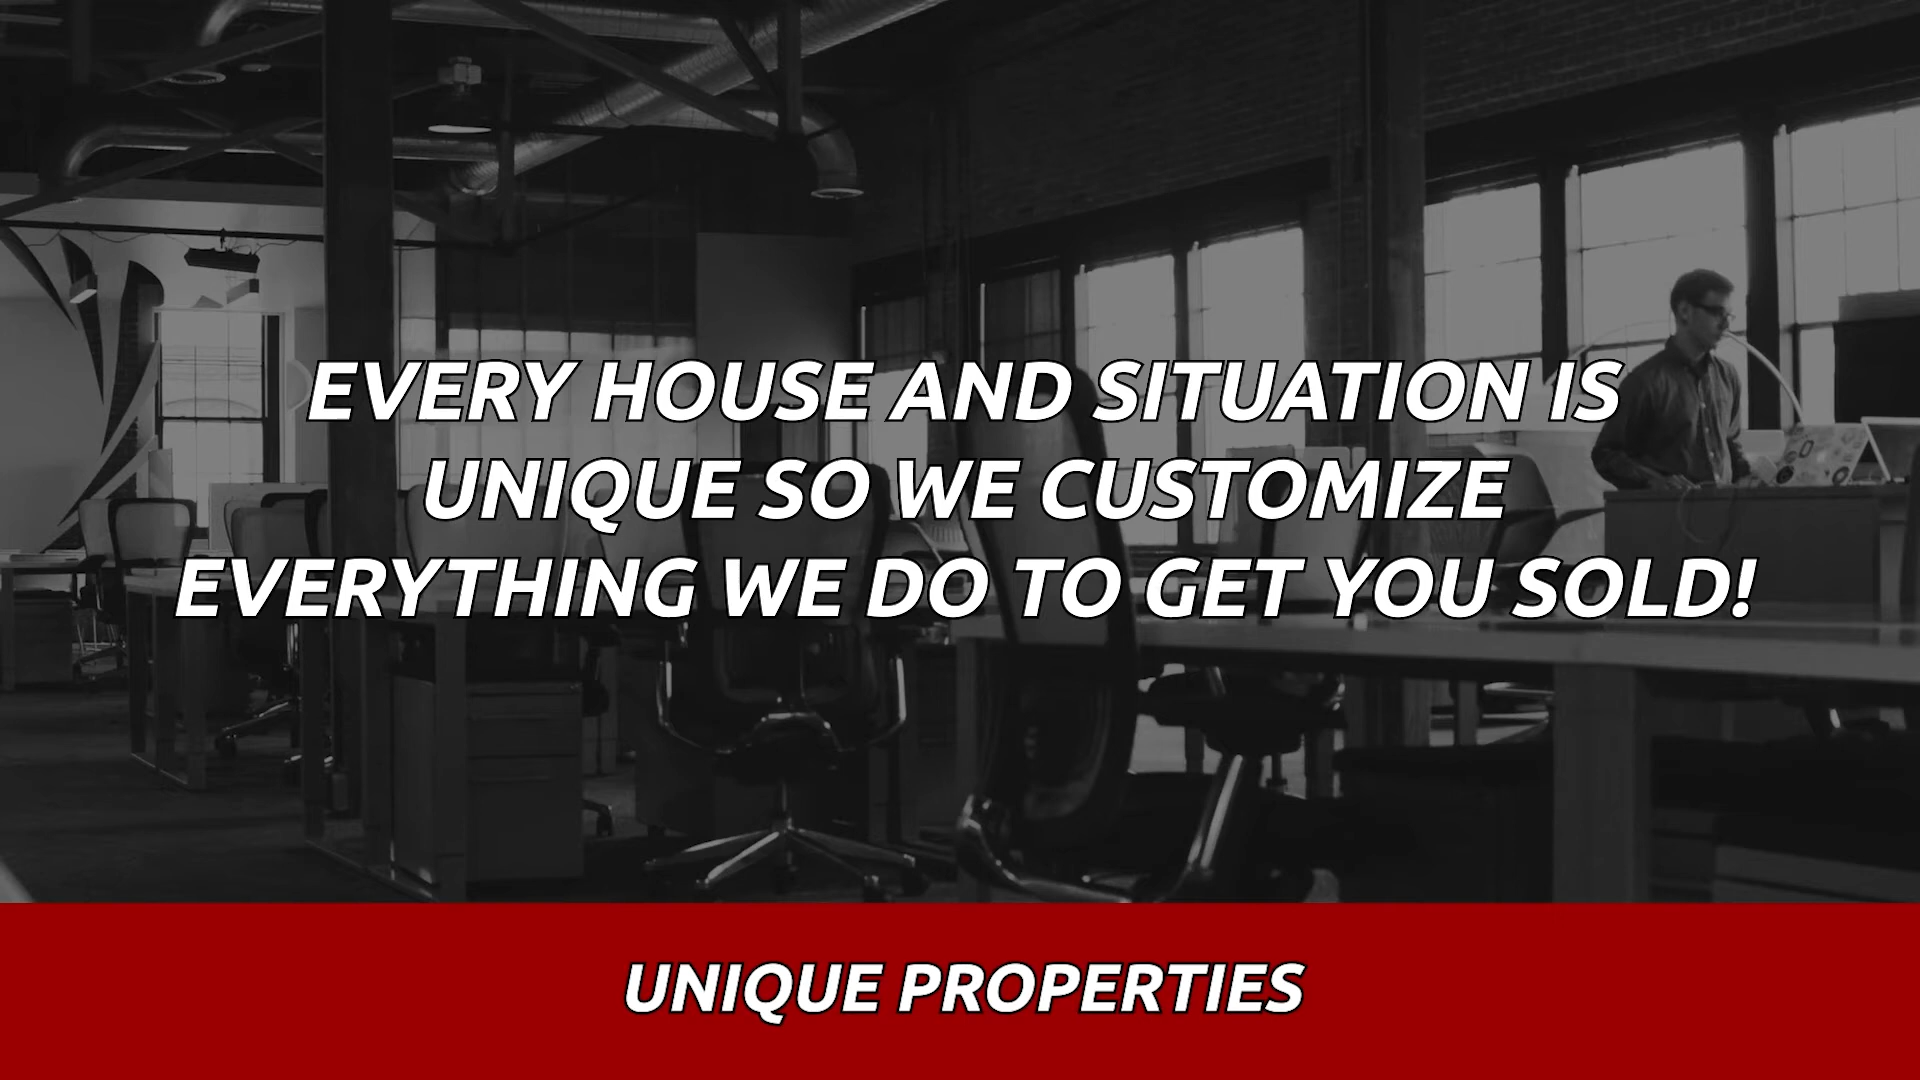 EVERY HOUSE AND SITUATION IS
UNIQUE SO WE CUSTOMIZE
EVERYTHING WE DO TO GET YOU SOLD!
UNIQUE PROPERTIES